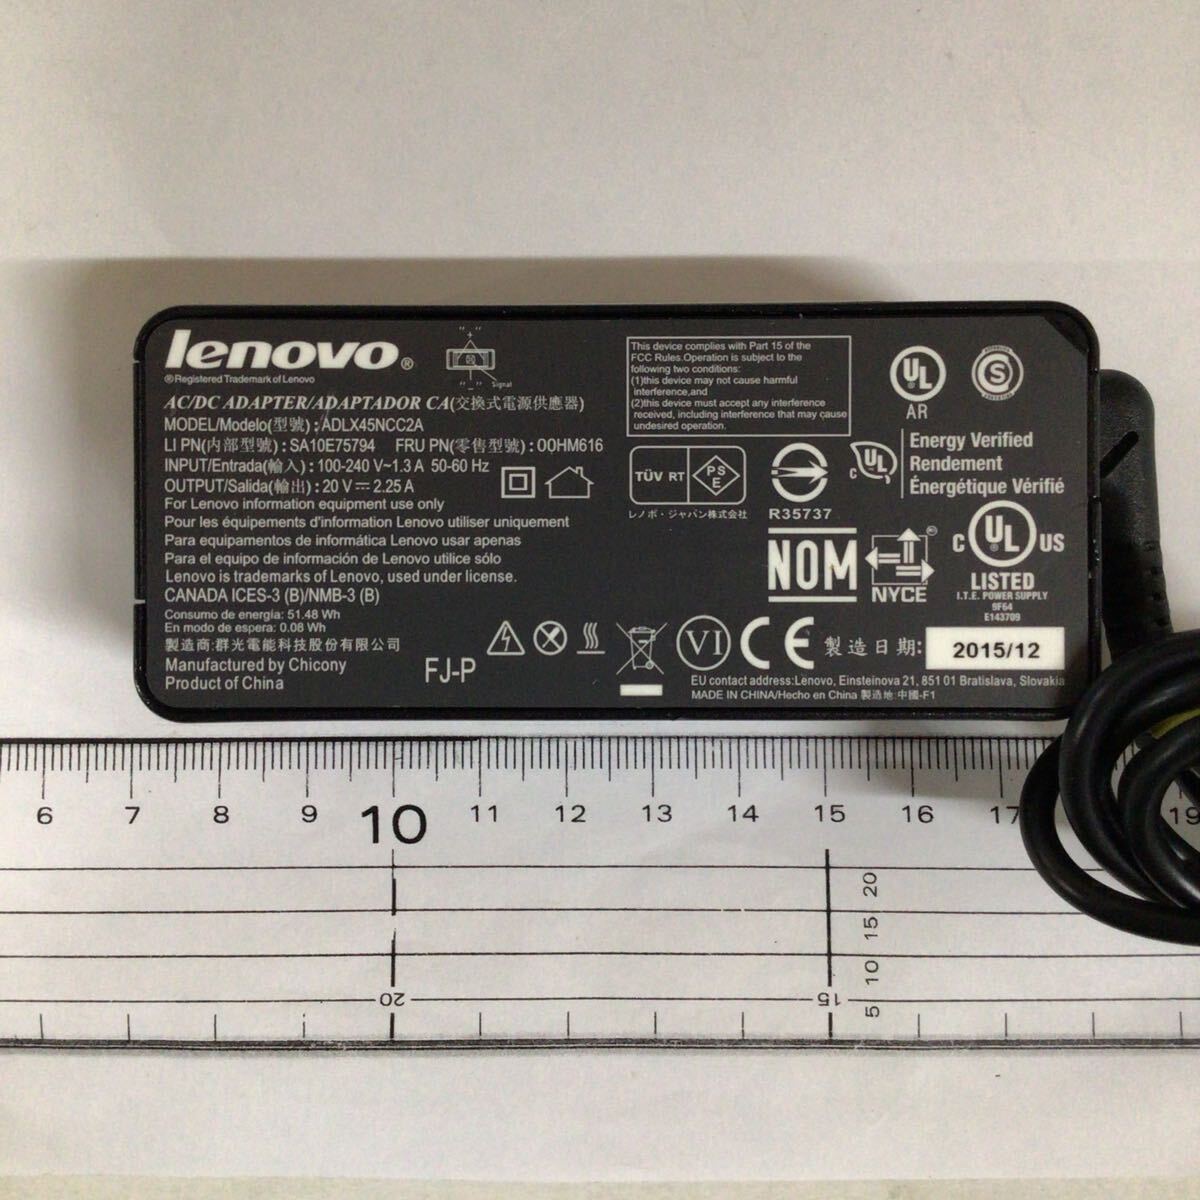 lenovo®
®Registered Trademark of Lenovo
"+"
"-" Signal
AC/DC ADAPTER/ADAPTADOR CA(交換式電源供應器)
MODEL/Modelo(型號):ADLX45NCC2A
LI PN(内部型號):SA10E75794 FRU PN(零售型號):00HM616
INPUT/Entrada(輸入):100-240 V~1.3 A 50-60 Hz
OUTPUT/Salida(輸出):20 V⎓2.25 A
For Lenovo information equipment use only
Pour les équipements d'information Lenovo utiliser uniquement
Para equipamentos de informática Lenovo usar apenas
Para el equipo de información de Lenovo utilice sólo
Lenovo is trademarks of Lenovo, used under license.
CANADA ICES-3 (B)/NMB-3 (B)
Consumo de energía: 51.48 Wh
En modo de espera: 0.08 Wh
製造商:群光電能科技股份有限公司
Manufactured by Chicony
Product of China
FJ-P
This device complies with Part 15 of the
FCC Rules.Operation is subject to the
following two conditions:
(1)this device may not cause harmful
interference,and
(2)this device must accept any interference
received, including interference that may cause
undesired operation.
UL
AR
S
TÜV RT
PS
E
レノボ・ジャパン株式会社
R35737
c UL
Energy Verified
Rendement
Énergétique Vérifié
NOM
NYCE
C UL US
LISTED
I.T.E. POWER SUPPLY
9F64
E143709
VI
CE
製造日期:
2015/12
EU contact address:Lenovo, Einsteinova 21, 851 01 Bratislava, Slovakia
MADE IN CHINA/Hecho en China 製造地:中國-F1
6 7 8 9 10 11 12 13 14 15 16 17 19
20
15
10
5
20 15